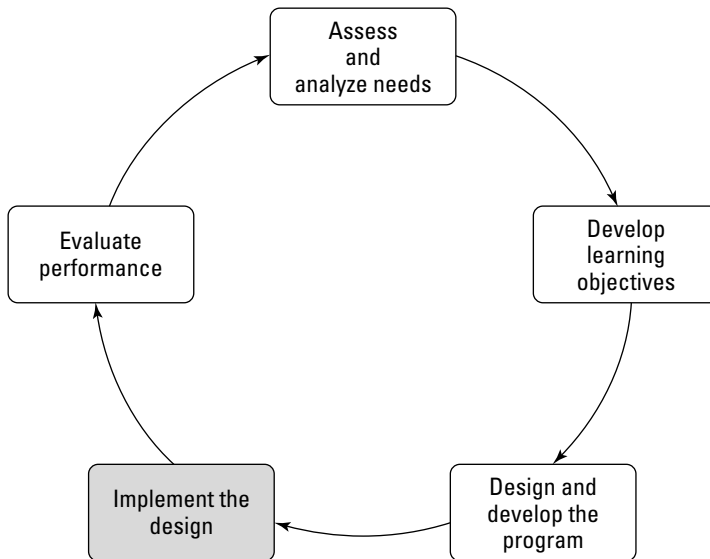 Assess
and
analyze needs
Develop
learning
objectives
Design and
develop the
program
Implement the
design
Evaluate
performance